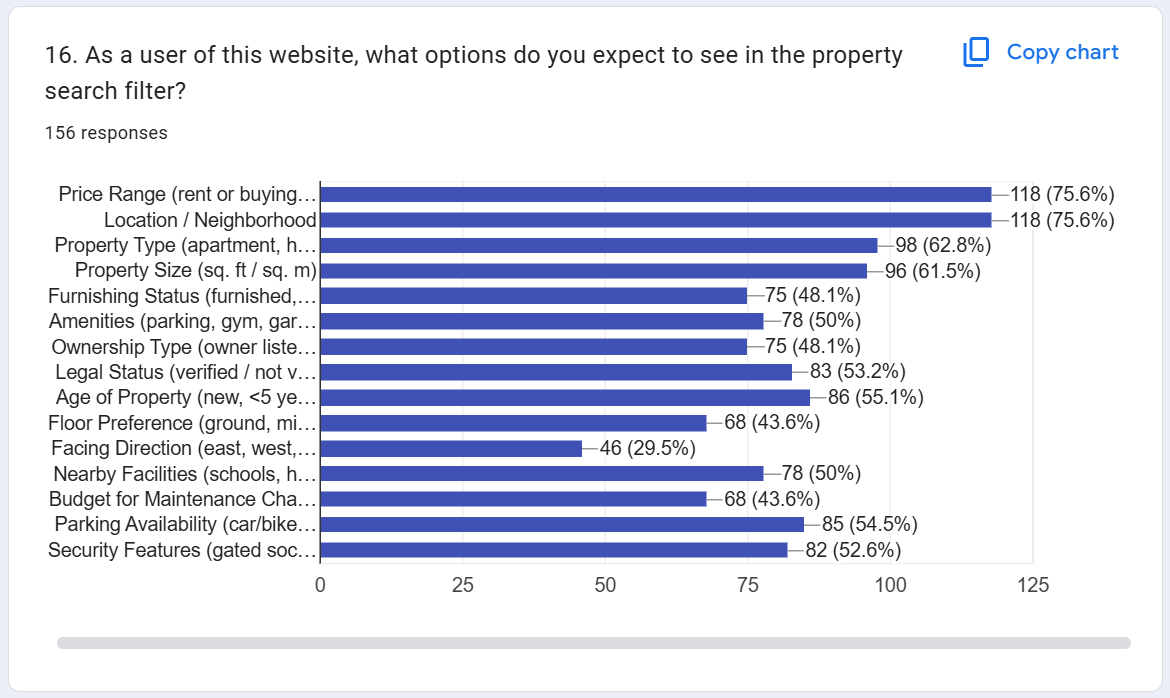 16. As a user of this website, what options do you expect to see in the property
search filter?
Copy chart
156 responses
Price Range (rent or buying… 118 (75.6%)
Location / Neighborhood 118 (75.6%)
Property Type (apartment, h… 98 (62.8%)
Property Size (sq. ft / sq. m) 96 (61.5%)
Furnishing Status (furnished,… 75 (48.1%)
Amenities (parking, gym, gar… 78 (50%)
Ownership Type (owner liste… 75 (48.1%)
Legal Status (verified / not v… 83 (53.2%)
Age of Property (new, <5 ye… 86 (55.1%)
Floor Preference (ground, mi… 68 (43.6%)
Facing Direction (east, west,… 46 (29.5%)
Nearby Facilities (schools, h… 78 (50%)
Budget for Maintenance Cha… 68 (43.6%)
Parking Availability (car/bike… 85 (54.5%)
Security Features (gated soc… 82 (52.6%)
0 25 50 75 100 125